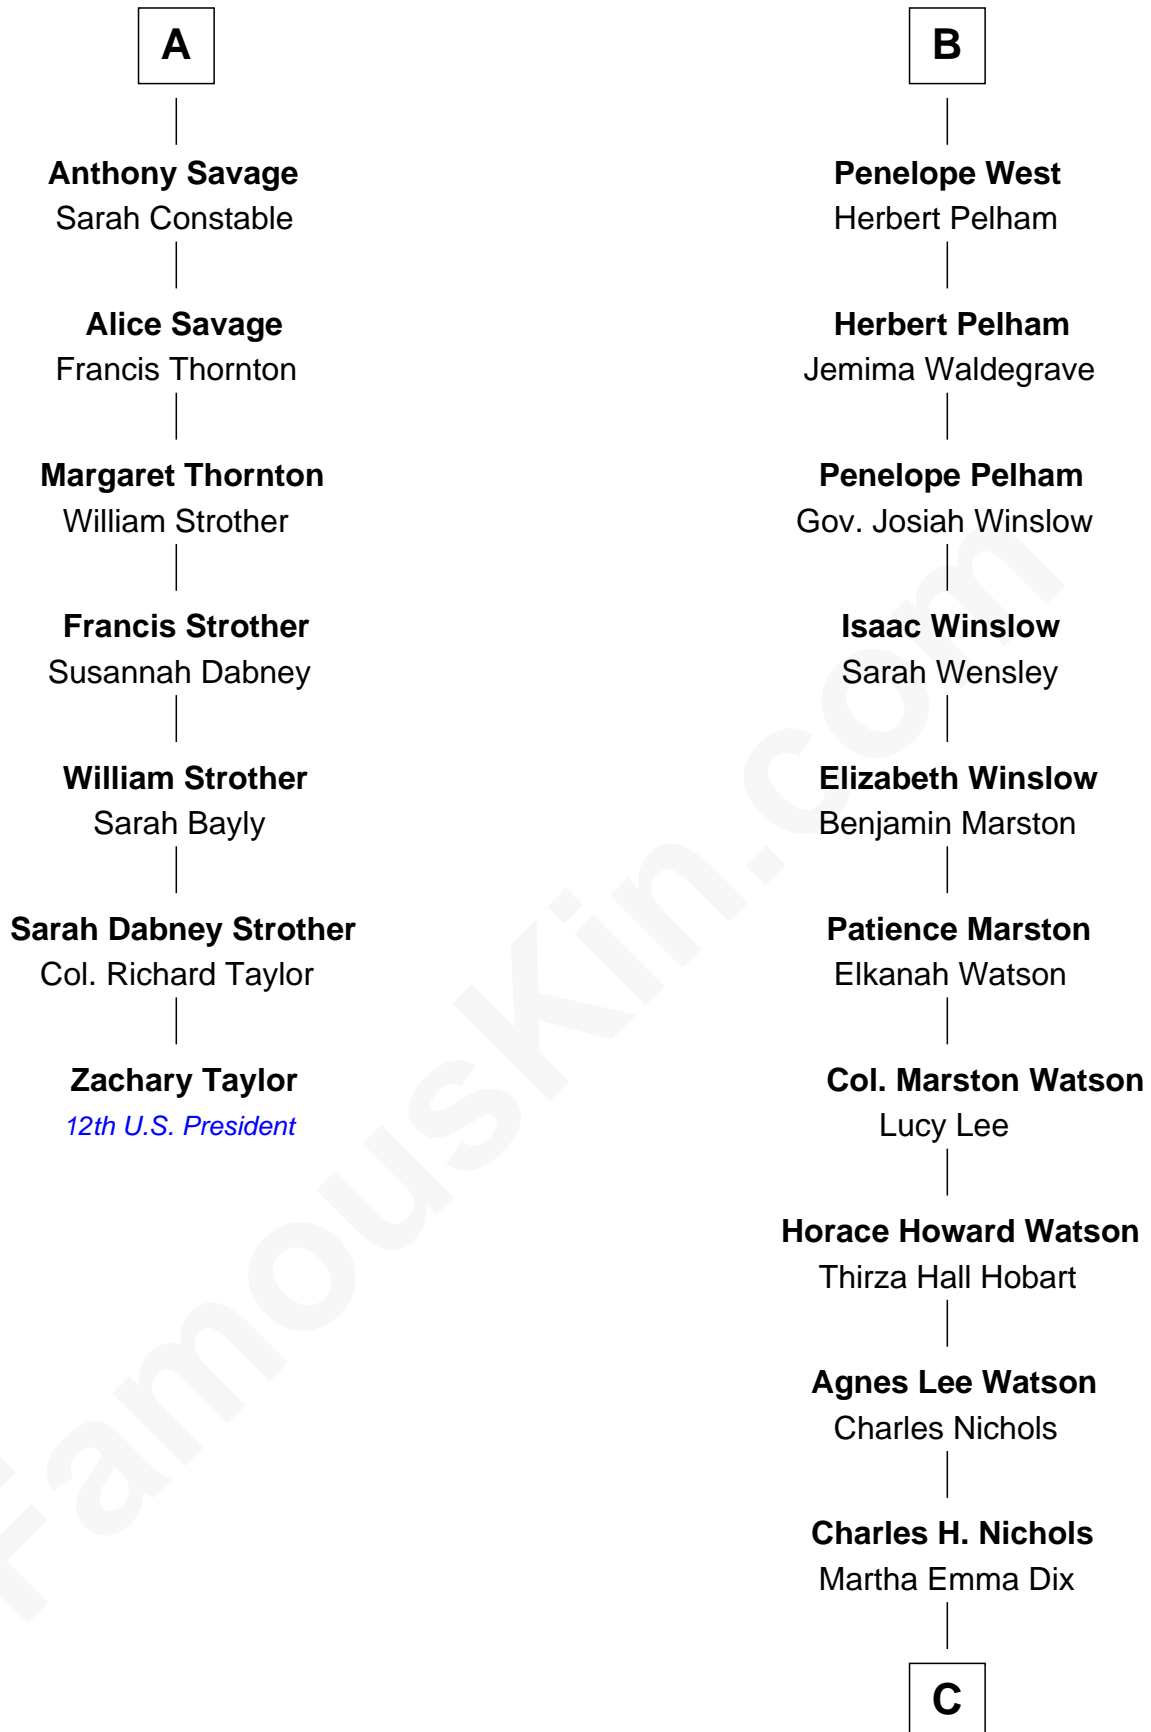 A
Anthony Savage
Sarah Constable
Alice Savage
Francis Thornton
Margaret Thornton
William Strother
Francis Strother
Susannah Dabney
William Strother
Sarah Bayly
Sarah Dabney Strother
Col. Richard Taylor
Zachary Taylor
12th U.S. President
B
Penelope West
Herbert Pelham
Herbert Pelham
Jemima Waldegrave
Penelope Pelham
Gov. Josiah Winslow
Isaac Winslow
Sarah Wensley
Elizabeth Winslow
Benjamin Marston
Patience Marston
Elkanah Watson
Col. Marston Watson
Lucy Lee
Horace Howard Watson
Thirza Hall Hobart
Agnes Lee Watson
Charles Nichols
Charles H. Nichols
Martha Emma Dix
C
FamousKin.com